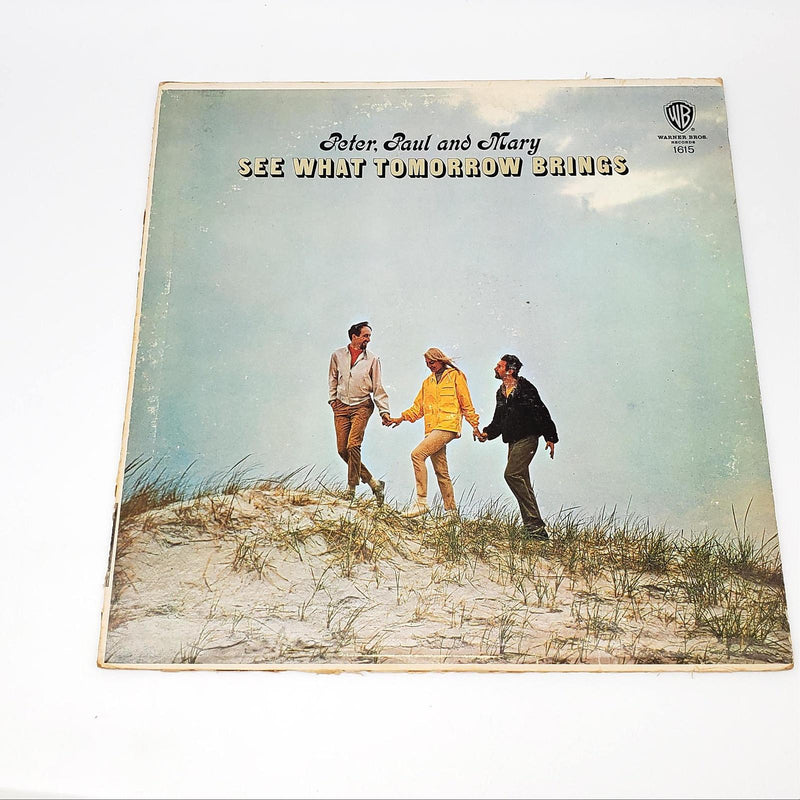 Peter, Paul and Mary
SEE WHAT TOMORROW BRINGS
WB
WARNER BROS.
RECORDS
1615